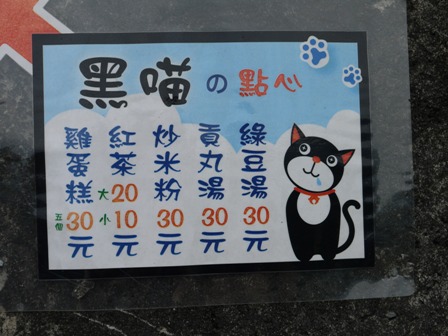 黑喵の點心
綠豆湯 30元
貢丸湯 30元
炒米粉 30元
紅茶 大20 小10 元
雞蛋糕 五個30元